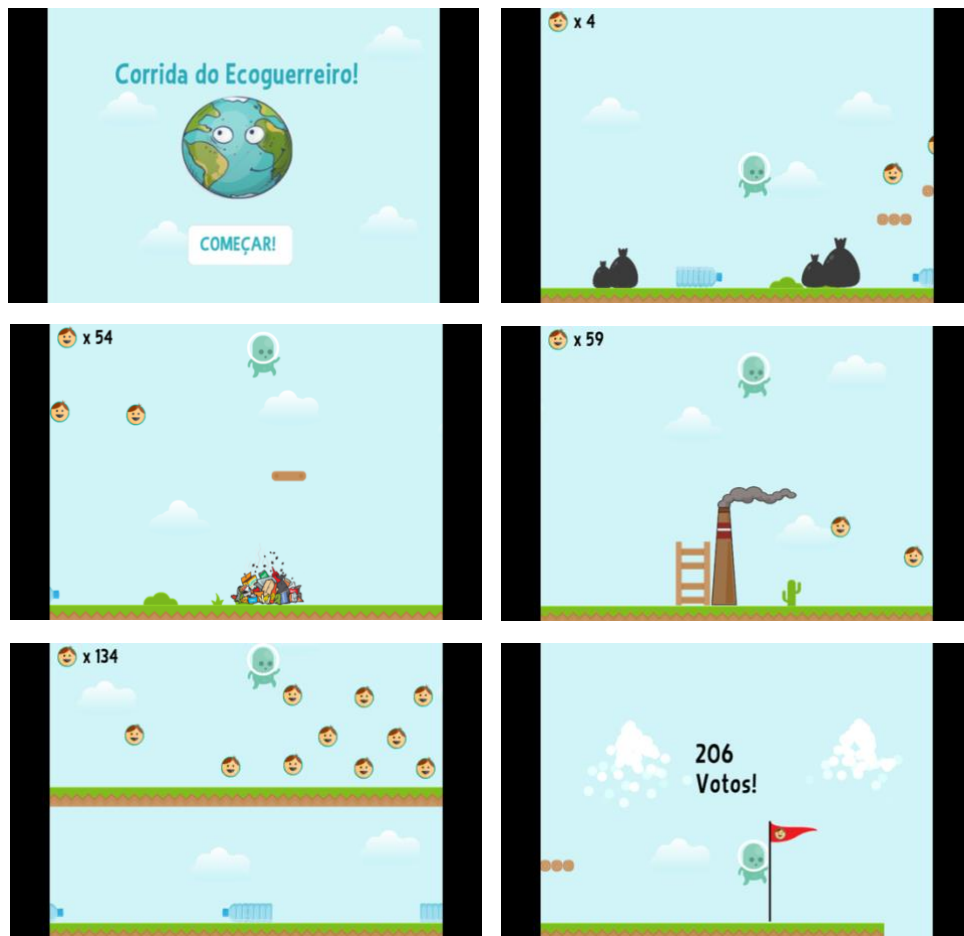 Corrida do Ecoguerreiro!
COMEÇAR!
x 4
x 54
x 59
x 134
206
Votos!